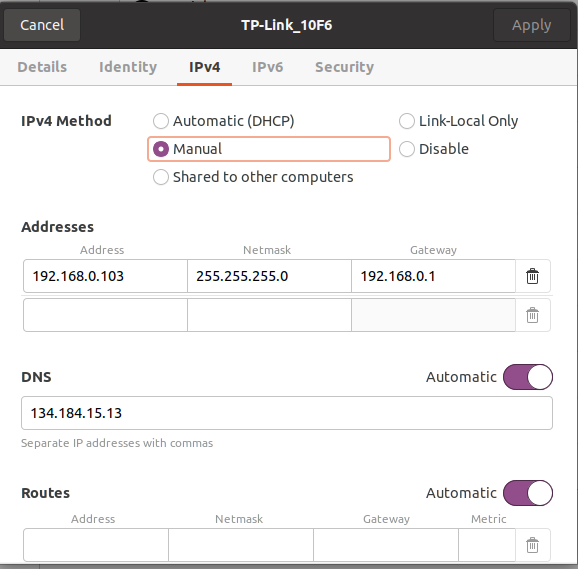 Cancel TP-Link_10F6 Apply
Details Identity IPv4 IPv6 Security
IPv4 Method Automatic (DHCP) Link-Local Only
Manual Disable
Shared to other computers
Addresses
Address Netmask Gateway
192.168.0.103 255.255.255.0 192.168.0.1
DNS Automatic
134.184.15.13
Separate IP addresses with commas
Routes Automatic
Address Netmask Gateway Metric